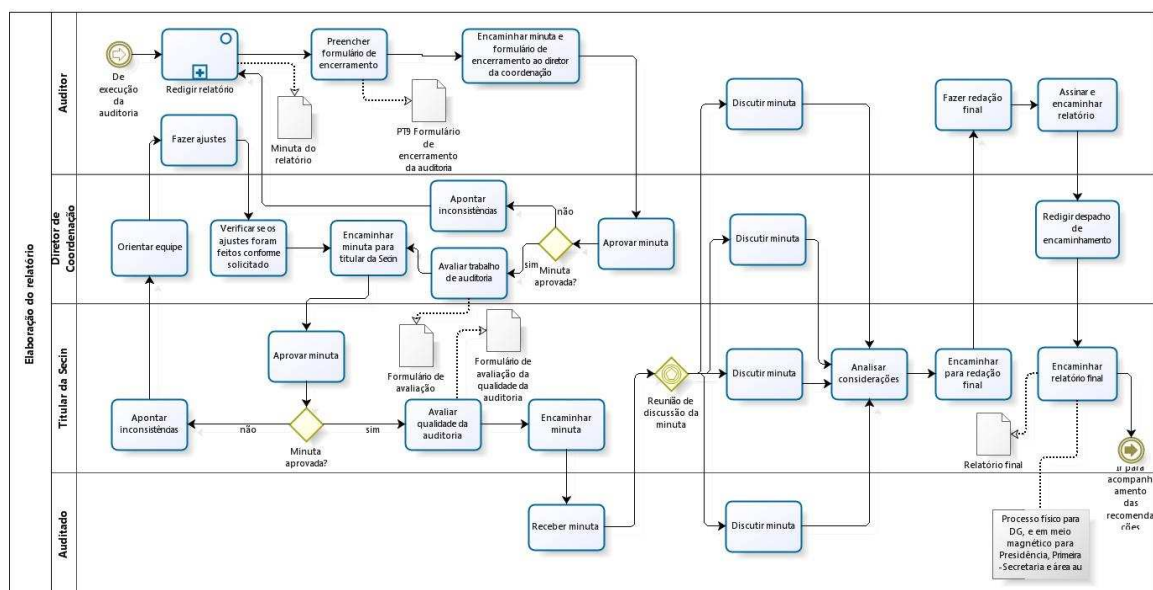 Elaboração do relatório
Auditor
De
execução
da
auditoria
Redigir relatório
Minuta do
relatório
Preencher
formulário de
encerramento
PT9 Formulário
de
encerramento
da auditoria
Encaminhar minuta e
formulário de
encerramento ao diretor
da coordenação
Fazer ajustes
Discutir minuta
Fazer redação
final
Assinar e
encaminhar
relatório
Diretor de
Coordenação
Orientar equipe
Verificar se os
ajustes foram
feitos conforme
solicitado
Encaminhar
minuta para
titular da Secin
Apontar
inconsistências
Avaliar trabalho
de auditoria
não
sim
Minuta
aprovada?
Aprovar minuta
Discutir minuta
Redigir despacho
de
encaminhamento
Titular da Secin
Aprovar minuta
Formulário de
avaliação
Formulário de
avaliação da
qualidade da
auditoria
Apontar
inconsistências
não
Minuta
aprovada?
sim
Avaliar
qualidade da
auditoria
Encaminhar
minuta
Reunião de
discussão da
minuta
Discutir minuta
Analisar
considerações
Encaminhar
para redação
final
Encaminhar
relatório final
Relatório final
Ir para
acompanh
amento
das
recomenda
ções
Auditado
Receber minuta
Discutir minuta
Processo físico para
DG, e em meio
magnético para
Presidência, Primeira
-Secretaria e área au